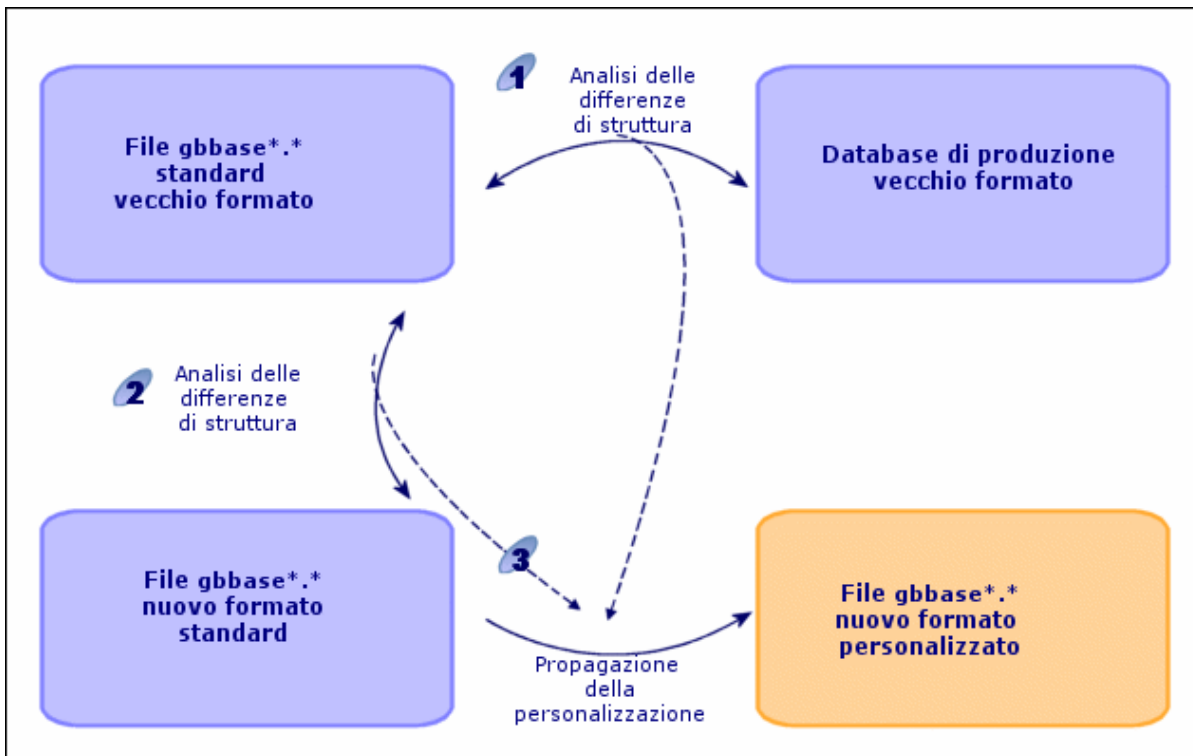 File gbbase*.*
standard
vecchio formato
1
Analisi delle
differenze
di struttura
Database di produzione
vecchio formato
2
Analisi delle
differenze
di struttura
File gbbase*.*
nuovo formato
standard
3
Propagazione
della
personalizzazione
File gbbase*.*
nuovo formato
personalizzato